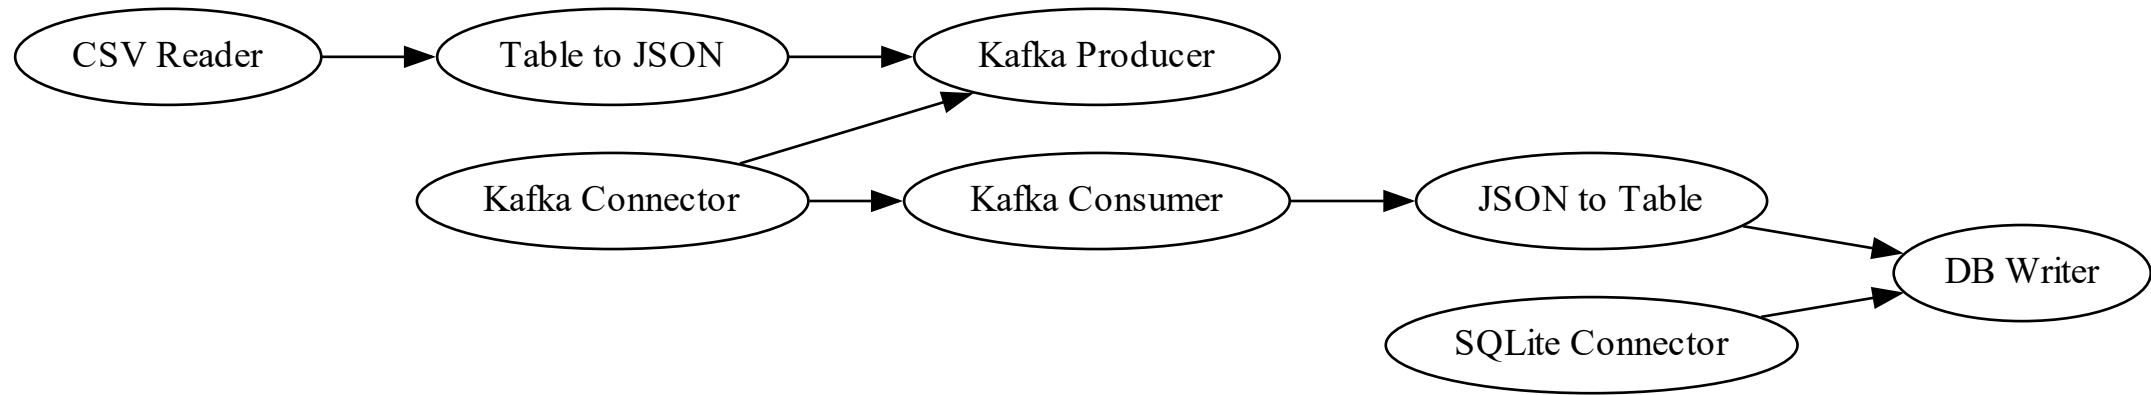 CSV Reader
Table to JSON
Kafka Producer
Kafka Connector
Kafka Consumer
JSON to Table
DB Writer
SQLite Connector